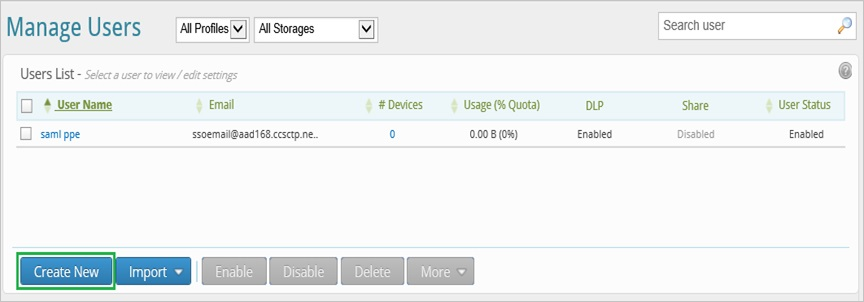 Manage Users All Profiles All Storages Search user
Users List - Select a user to view / edit settings
User Name Email # Devices Usage (% Quota) DLP Share User Status
saml ppe ssoemail@aad168.ccsctp.ne.. 0 0.00 B (0%) Enabled Disabled Enabled
Create New Import Enable Disable Delete More